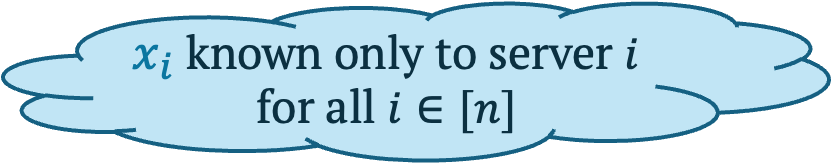 xᵢ known only to server i
for all i ∈ [n]